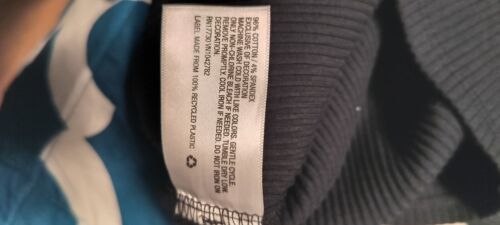 96% COTTON / 4% SPANDEX
EXCLUSIVE OF DECORATION
MACHINE WASH COLD WITH LIKE COLORS. GENTLE CYCLE.
ONLY NON-CHLORINE BLEACH IF NEEDED. TUMBLE DRY LOW.
REMOVE PROMPTLY. COOL IRON IF NEEDED. DO NOT IRON ON
DECORATION.
RN17730 VN1042782
LABEL MADE FROM 100% RECYCLED PLASTIC